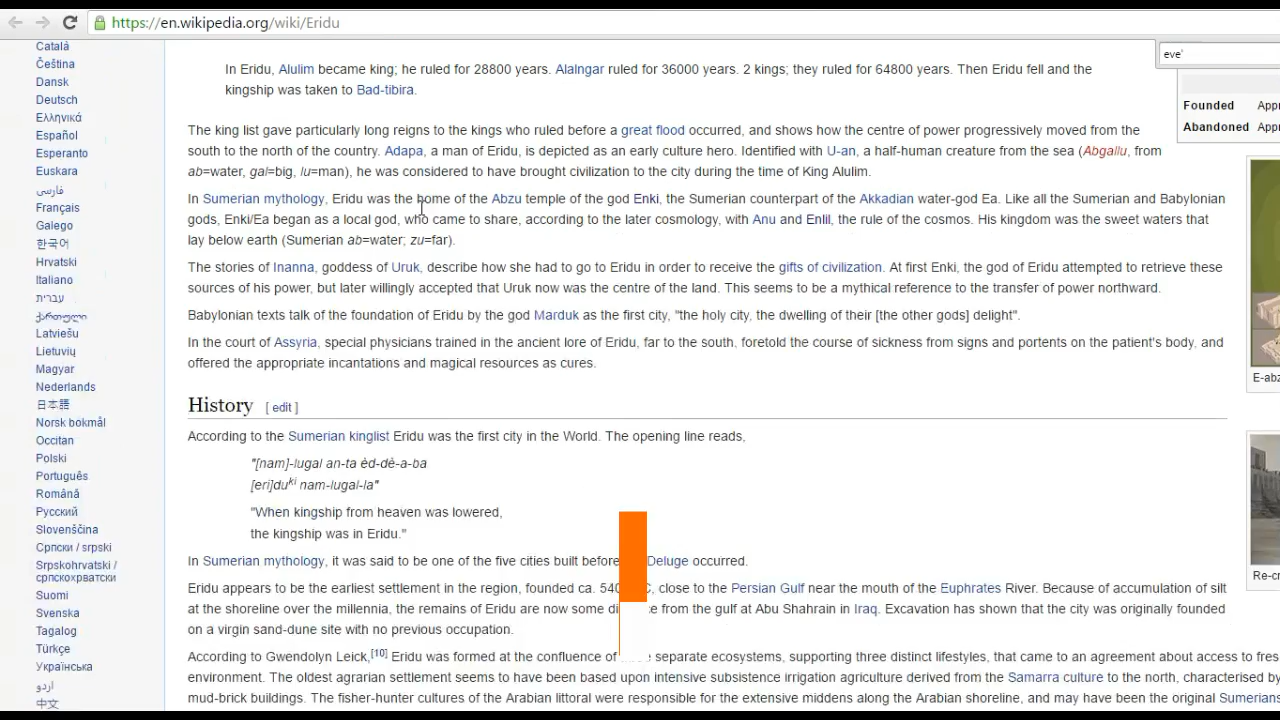 https://en.wikipedia.org/wiki/Eridu
eve'
Català
Čeština
Dansk
Deutsch
Ελληνικά
Español
Esperanto
Euskara
فارسی
Français
Galego
한국어
Hrvatski
Italiano
עברית
ქართული
Latviešu
Lietuvių
Magyar
Nederlands
日本語
Norsk bokmål
Occitan
Polski
Português
Română
Русский
Slovenščina
Српски / srpski
Srpskohrvatski /
српскохрватски
Suomi
Svenska
Tagalog
Türkçe
Українська
اردو
中文
In Eridu, Alulim became king; he ruled for 28800 years. Alalngar ruled for 36000 years. 2 kings; they ruled for 64800 years. Then Eridu fell and the
kingship was taken to Bad-tibira.
Founded
Abandoned
The king list gave particularly long reigns to the kings who ruled before a great flood occurred, and shows how the centre of power progressively moved from the
south to the north of the country. Adapa, a man of Eridu, is depicted as an early culture hero. Identified with U-an, a half-human creature from the sea (Abgallu, from
ab=water, gal=big, lu=man), he was considered to have brought civilization to the city during the time of King Alulim.
In Sumerian mythology, Eridu was the home of the Abzu temple of the god Enki, the Sumerian counterpart of the Akkadian water-god Ea. Like all the Sumerian and Babylonian
gods, Enki/Ea began as a local god, who came to share, according to the later cosmology, with Anu and Enlil, the rule of the cosmos. His kingdom was the sweet waters that
lay below earth (Sumerian ab=water; zu=far).
The stories of Inanna, goddess of Uruk, describe how she had to go to Eridu in order to receive the gifts of civilization. At first Enki, the god of Eridu attempted to retrieve these
sources of his power, but later willingly accepted that Uruk now was the centre of the land. This seems to be a mythical reference to the transfer of power northward.
Babylonian texts talk of the foundation of Eridu by the god Marduk as the first city, "the holy city, the dwelling of their [the other gods] delight".
In the court of Assyria, special physicians trained in the ancient lore of Eridu, far to the south, foretold the course of sickness from signs and portents on the patient's body, and
offered the appropriate incantations and magical resources as cures.
History [ edit ]
According to the Sumerian kinglist Eridu was the first city in the World. The opening line reads,
"[nam]-lugal an-ta èd-dè-a-ba
[eri]duki nam-lugal-la"
"When kingship from heaven was lowered,
the kingship was in Eridu."
In Sumerian mythology, it was said to be one of the five cities built before Deluge occurred.
Eridu appears to be the earliest settlement in the region, founded ca. 540 C, close to the Persian Gulf near the mouth of the Euphrates River. Because of accumulation of silt
at the shoreline over the millennia, the remains of Eridu are now some di e from the gulf at Abu Shahrain in Iraq. Excavation has shown that the city was originally founded
on a virgin sand-dune site with no previous occupation.
According to Gwendolyn Leick,[10] Eridu was formed at the confluence of three separate ecosystems, supporting three distinct lifestyles, that came to an agreement about access to fres
environment. The oldest agrarian settlement seems to have been based upon intensive subsistence irrigation agriculture derived from the Samarra culture to the north, characterised by
mud-brick buildings. The fisher-hunter cultures of the Arabian littoral were responsible for the extensive middens along the Arabian shoreline, and may have been the original Sumerians
E-abz
Re-cr